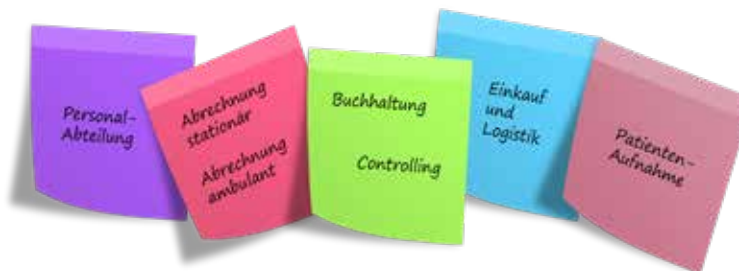 Personal-
Abteilung
Abrechnung
stationär
Abrechnung
ambulant
Buchhaltung
Controlling
Einkauf
und
Logistik
Patienten-
Aufnahme